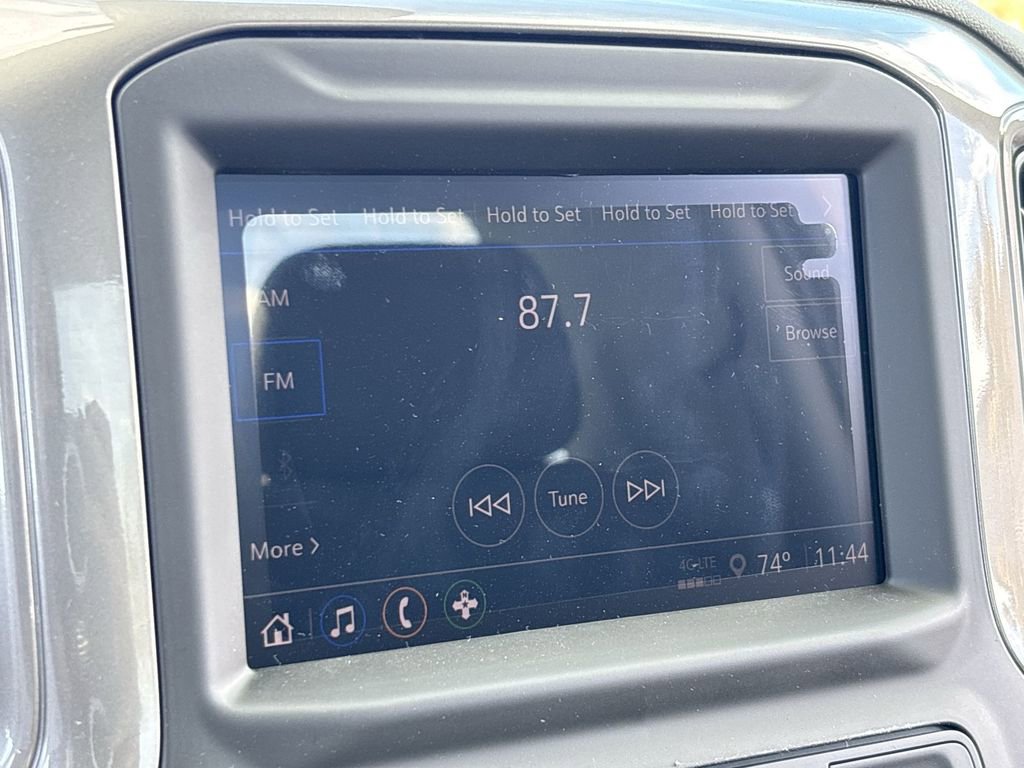 Hold to Set Hold to Set Hold to Set Hold to Set Hold to Set
Sound
AM
87.7
Browse
FM
Tune
More
4G LTE 74° 11:44